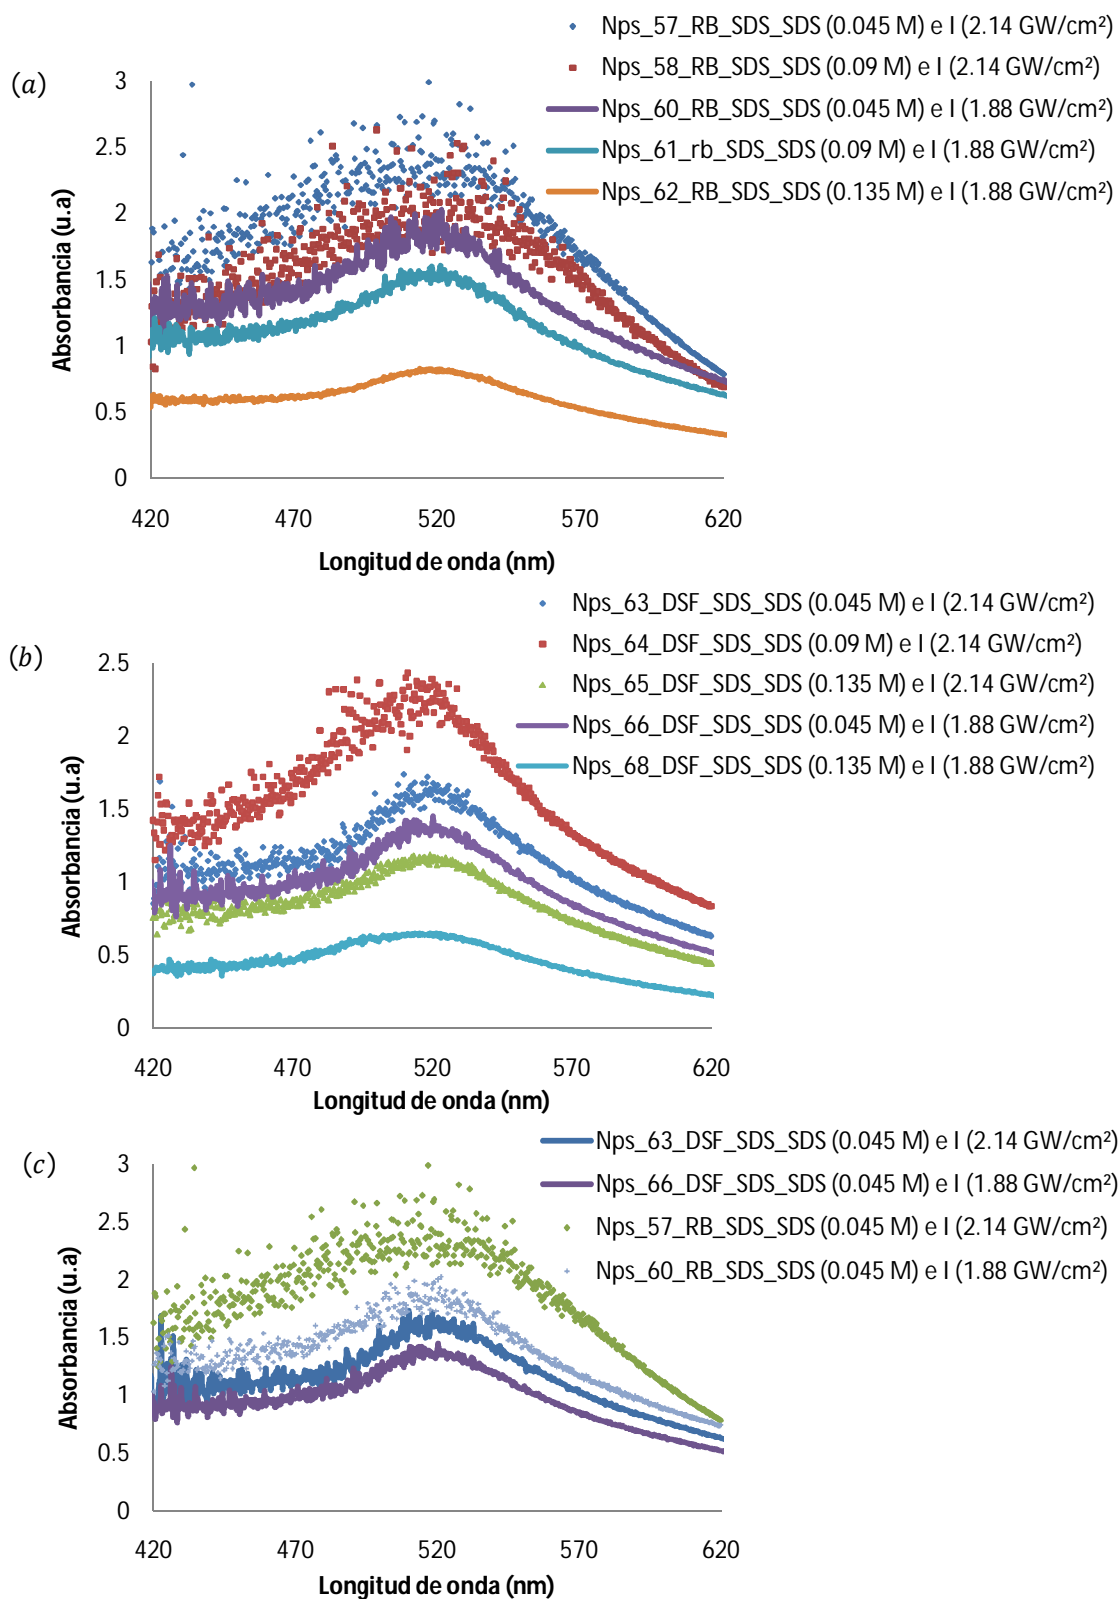 Nps_57_RB_SDS_SDS (0.045 M) e I (2.14 GW/cm²)
(a)
Nps_58_RB_SDS_SDS (0.09 M) e I (2.14 GW/cm²)
Nps_60_RB_SDS_SDS (0.045 M) e I (1.88 GW/cm²)
Nps_61_rb_SDS_SDS (0.09 M) e I (1.88 GW/cm²)
Nps_62_RB_SDS_SDS (0.135 M) e I (1.88 GW/cm²)
3
2.5
2
1.5
1
0.5
0
Absorbancia (u.a)
420 470 520 570 620
Longitud de onda (nm)
Nps_63_DSF_SDS_SDS (0.045 M) e I (2.14 GW/cm²)
(b)
Nps_64_DSF_SDS_SDS (0.09 M) e I (2.14 GW/cm²)
Nps_65_DSF_SDS_SDS (0.135 M) e I (2.14 GW/cm²)
Nps_66_DSF_SDS_SDS (0.045 M) e I (1.88 GW/cm²)
Nps_68_DSF_SDS_SDS (0.135 M) e I (1.88 GW/cm²)
2.5
2
1.5
1
0.5
0
Absorbancia (u.a)
420 470 520 570 620
Longitud de onda (nm)
Nps_63_DSF_SDS_SDS (0.045 M) e I (2.14 GW/cm²)
(c)
Nps_66_DSF_SDS_SDS (0.045 M) e I (1.88 GW/cm²)
Nps_57_RB_SDS_SDS (0.045 M) e I (2.14 GW/cm²)
Nps_60_RB_SDS_SDS (0.045 M) e I (1.88 GW/cm²)
3
2.5
2
1.5
1
0.5
0
Absorbancia (u.a)
420 470 520 570 620
Longitud de onda (nm)